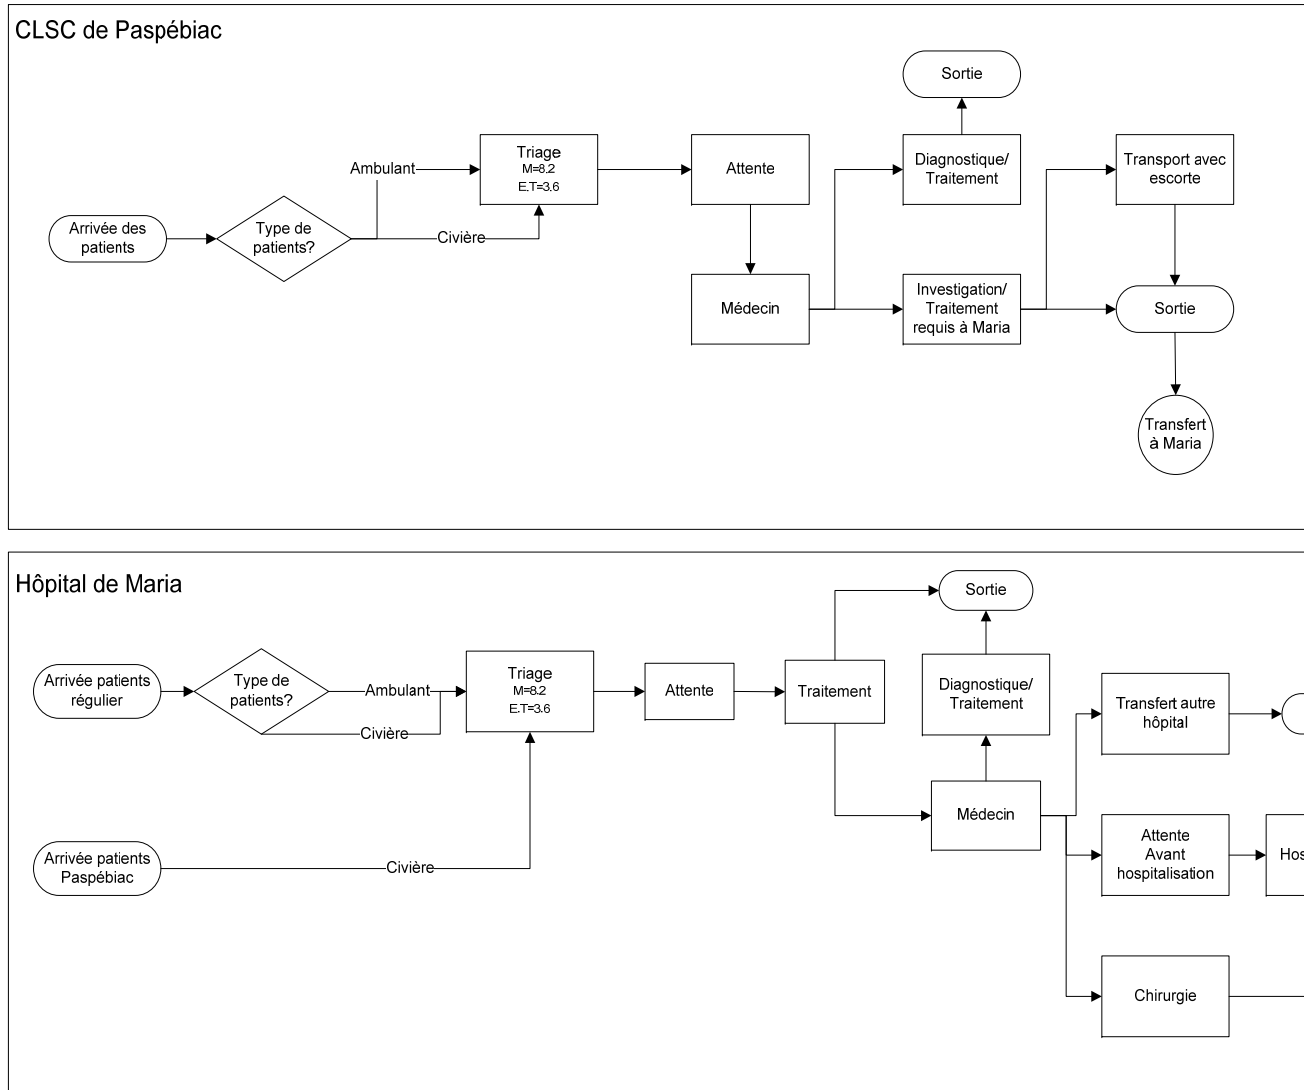 CLSC de Paspébiac
Sortie
Ambulant
Triage
M=8.2
E.T=3.6
Attente
Diagnostique/
Traitement
Transport avec
escorte
Arrivée des
patients
Type de
patients?
Civière
Médecin
Investigation/
Traitement
requis à Maria
Sortie
Transfert
à Maria
Hôpital de Maria
Sortie
Arrivée patients
régulier
Type de
patients?
Ambulant
Civière
Triage
M=8.2
E.T=3.6
Attente
Traitement
Diagnostique/
Traitement
Transfert autre
hôpital
Médecin
Attente
Avant
hospitalisation
Hos
Arrivée patients
Paspébiac
Civière
Chirurgie